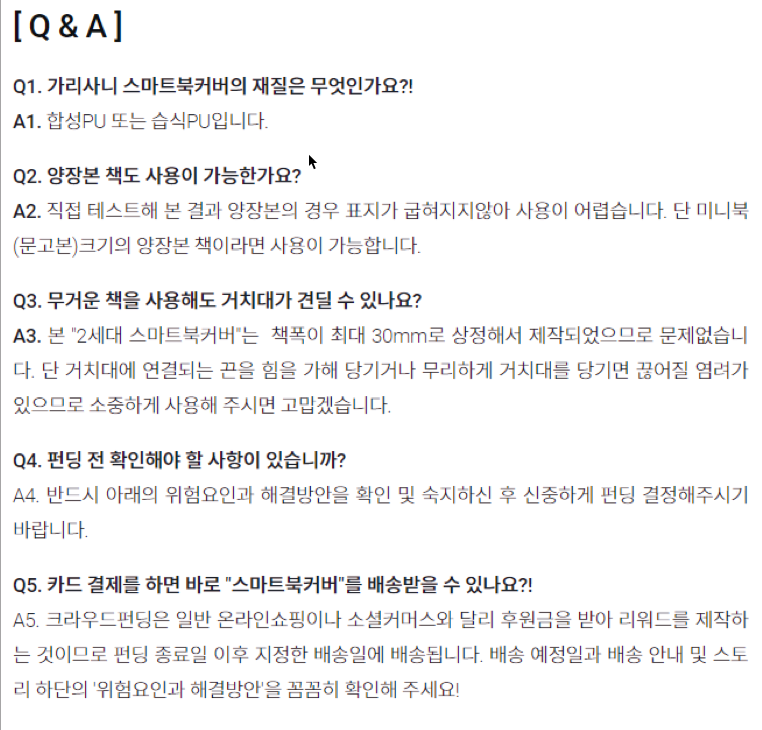 [ Q & A ]
Q1. 가리사니 스마트북커버의 재질은 무엇인가요?!
A1. 합성PU 또는 습식PU입니다.
Q2. 양장본 책도 사용이 가능한가요?
A2. 직접 테스트해 본 결과 양장본의 경우 표지가 굽혀지지않아 사용이 어렵습니다. 단 미니북
(문고본)크기의 양장본 책이라면 사용이 가능합니다.
Q3. 무거운 책을 사용해도 거치대가 견딜 수 있나요?
A3. 본 "2세대 스마트북커버"는  책폭이 최대 30mm로 상정해서 제작되었으므로 문제없습니
다. 단 거치대에 연결되는 끈을 힘을 가해 당기거나 무리하게 거치대를 당기면 끊어질 염려가
있으므로 소중하게 사용해 주시면 고맙겠습니다.
Q4. 펀딩 전 확인해야 할 사항이 있습니까?
A4. 반드시 아래의 위험요인과 해결방안을 확인 및 숙지하신 후 신중하게 펀딩 결정해주시기
바랍니다.
Q5. 카드 결제를 하면 바로 "스마트북커버"를 배송받을 수 있나요?!
A5. 크라우드펀딩은 일반 온라인쇼핑이나 소셜커머스와 달리 후원금을 받아 리워드를 제작하
는 것이므로 펀딩 종료일 이후 지정한 배송일에 배송됩니다. 배송 예정일과 배송 안내 및 스토
리 하단의 '위험요인과 해결방안'을 꼼꼼히 확인해 주세요!